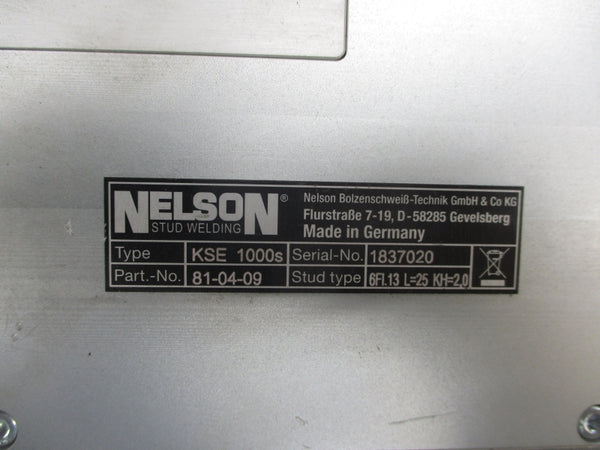 NELSON®
STUD WELDING
Nelson Bolzenschweiß-Technik GmbH & Co KG
Flurstraße 7-19, D-58285 Gevelsberg
Made in Germany
Type KSE 1000s Serial-No. 1837020
Part.-No. 81-04-09 Stud type 6Fl.13 L=25 KH=2,0